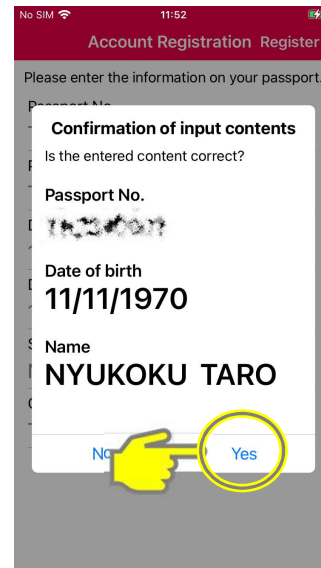 No SIM 11:52
Account Registration Register
Please enter the information on your passport.
Confirmation of input contents
Is the entered content correct?
Passport No.
Date of birth
11/11/1970
Name
NYUKOKU TARO
Yes